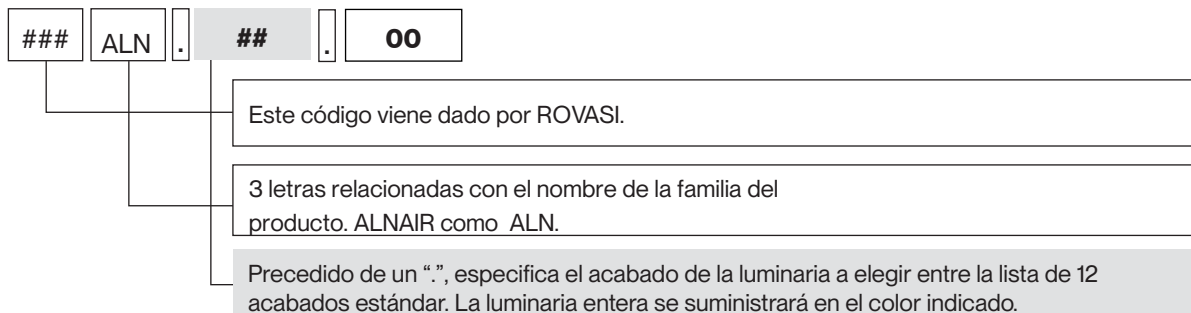 ### ALN . ## . 00
Este código viene dado por ROVASI.
3 letras relacionadas con el nombre de la familia del
producto. ALNAIR como ALN.
Precedido de un “.”, especifica el acabado de la luminaria a elegir entre la lista de 12
acabados estándar. La luminaria entera se suministrará en el color indicado.